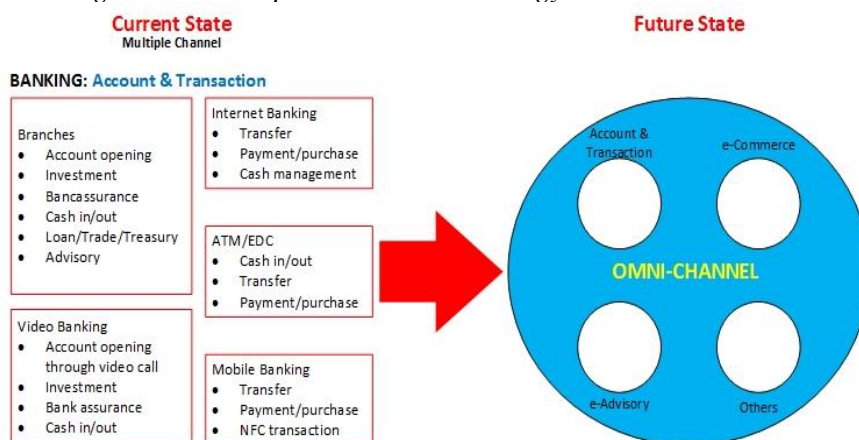 Current State
Multiple Channel
Future State
BANKING: Account & Transaction
Branches
• Account opening
• Investment
• Bancassurance
• Cash in/out
• Loan/Trade/Treasury
• Advisory
Internet Banking
• Transfer
• Payment/purchase
• Cash management
ATM/EDC
• Cash in/out
• Transfer
• Payment/purchase
Video Banking
• Account opening
through video call
• Investment
• Bank assurance
• Cash in/out
Mobile Banking
• Transfer
• Payment/purchase
• NFC transaction
Account &
Transaction
e-Commerce
OMNI-CHANNEL
e-Advisory
Others